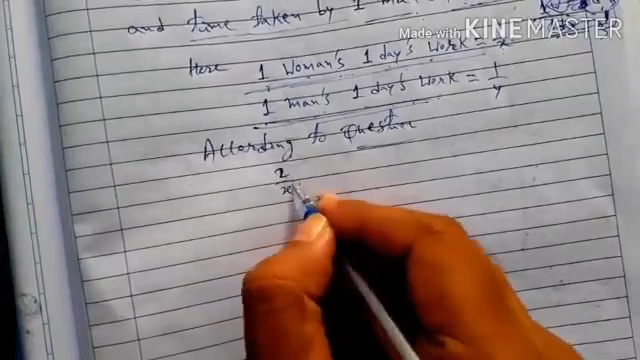 and time taken by 1 man
Made with KINEMASTER
Here 1 Woman's 1 day's work = 1/x
1 man's 1 day's work = 1/y
According to Question
2/x